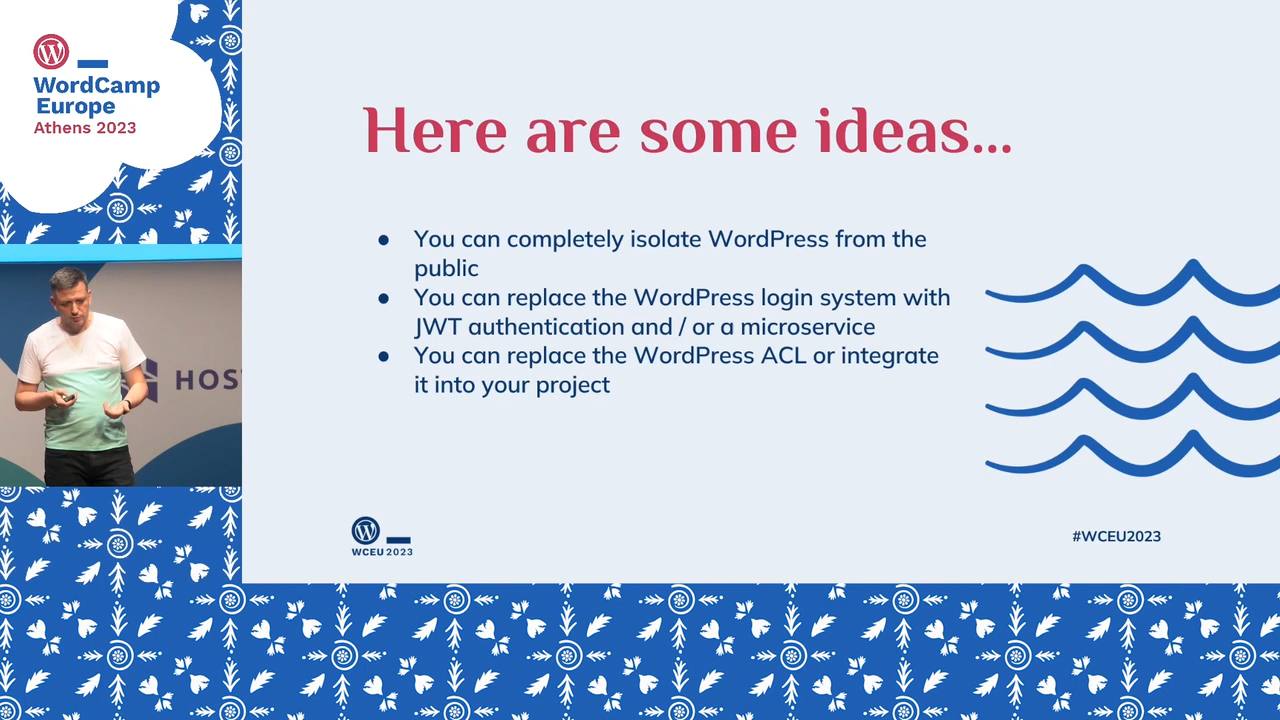 WordCamp
Europe
Athens 2023
Here are some ideas...
● You can completely isolate WordPress from the
public
● You can replace the WordPress login system with
JWT authentication and / or a microservice
● You can replace the WordPress ACL or integrate
it into your project
HOST
WCEU 2023
#WCEU2023